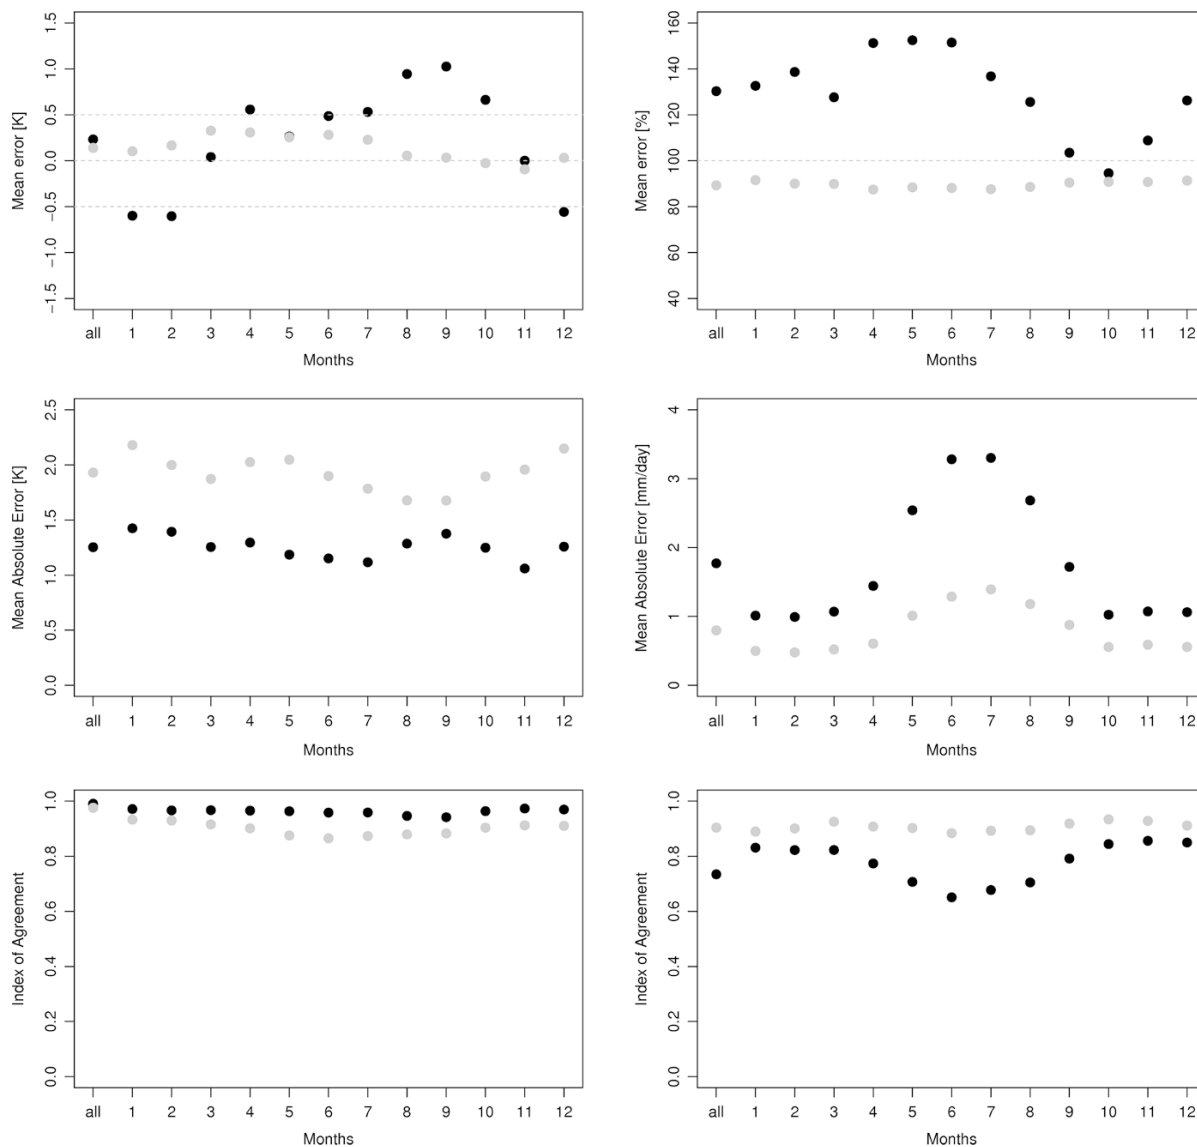 Mean error [K]
1.5
1.0
0.5
0.0
−0.5
−1.0
−1.5
all 1 2 3 4 5 6 7 8 9 10 11 12
Months
Mean error [%]
160
140
120
100
80
60
40
all 1 2 3 4 5 6 7 8 9 10 11 12
Months
Mean Absolute Error [K]
2.5
2.0
1.5
1.0
0.5
0.0
all 1 2 3 4 5 6 7 8 9 10 11 12
Months
Mean Absolute Error [mm/day]
4
3
2
1
0
all 1 2 3 4 5 6 7 8 9 10 11 12
Months
Index of Agreement
1.0
0.8
0.6
0.4
0.2
0.0
all 1 2 3 4 5 6 7 8 9 10 11 12
Months
Index of Agreement
1.0
0.8
0.6
0.4
0.2
0.0
all 1 2 3 4 5 6 7 8 9 10 11 12
Months